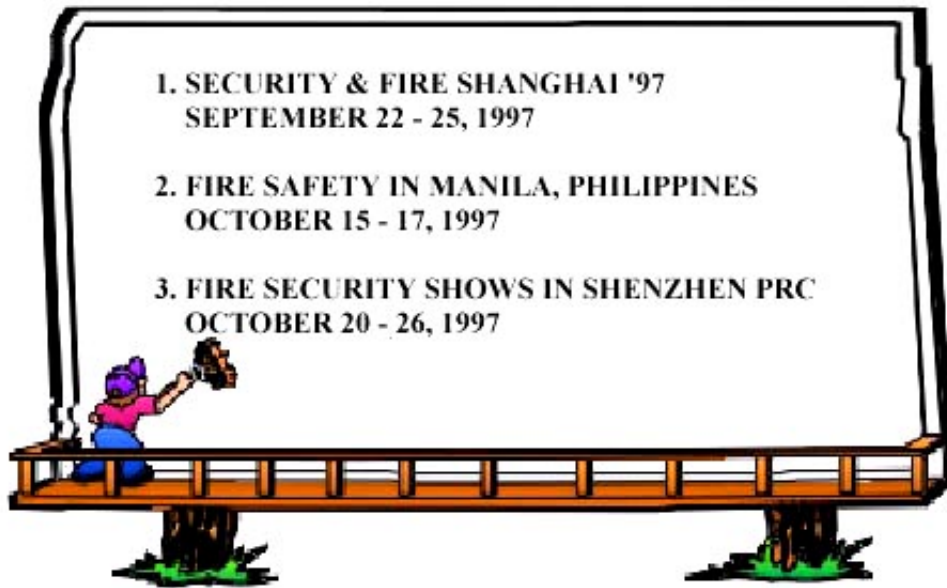 1. SECURITY & FIRE SHANGHAI '97
SEPTEMBER 22 - 25, 1997
2. FIRE SAFETY IN MANILA, PHILIPPINES
OCTOBER 15 - 17, 1997
3. FIRE SECURITY SHOWS IN SHENZHEN PRC
OCTOBER 20 - 26, 1997